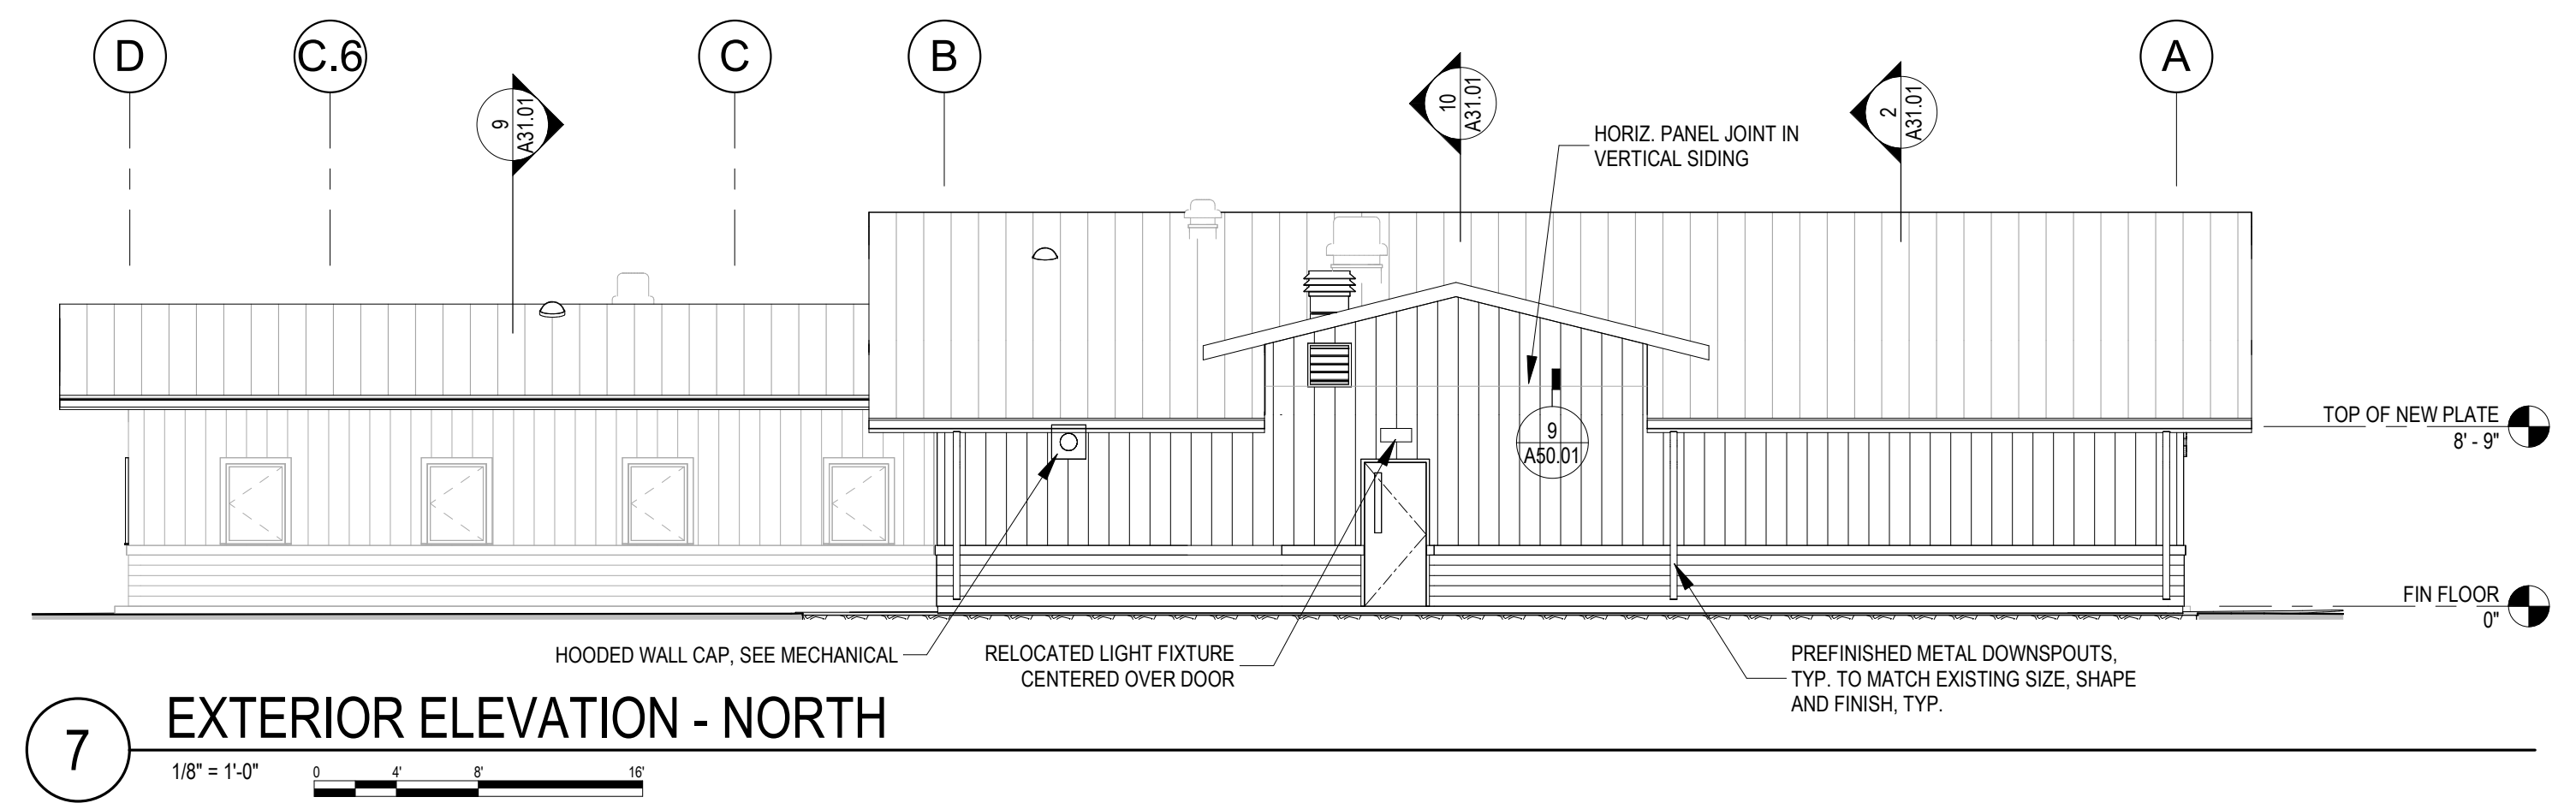 D
C.6
C
B
A
9
A31.01
10
A31.01
2
A31.01
HORIZ. PANEL JOINT IN
VERTICAL SIDING
TOP OF NEW PLATE
8' - 9"
9
A50.01
FIN FLOOR
0"
HOODED WALL CAP, SEE MECHANICAL
RELOCATED LIGHT FIXTURE
CENTERED OVER DOOR
PREFINISHED METAL DOWNSPOUTS,
TYP. TO MATCH EXISTING SIZE, SHAPE
AND FINISH, TYP.
7
EXTERIOR ELEVATION - NORTH
1/8" = 1'-0"
0 4' 8' 16'